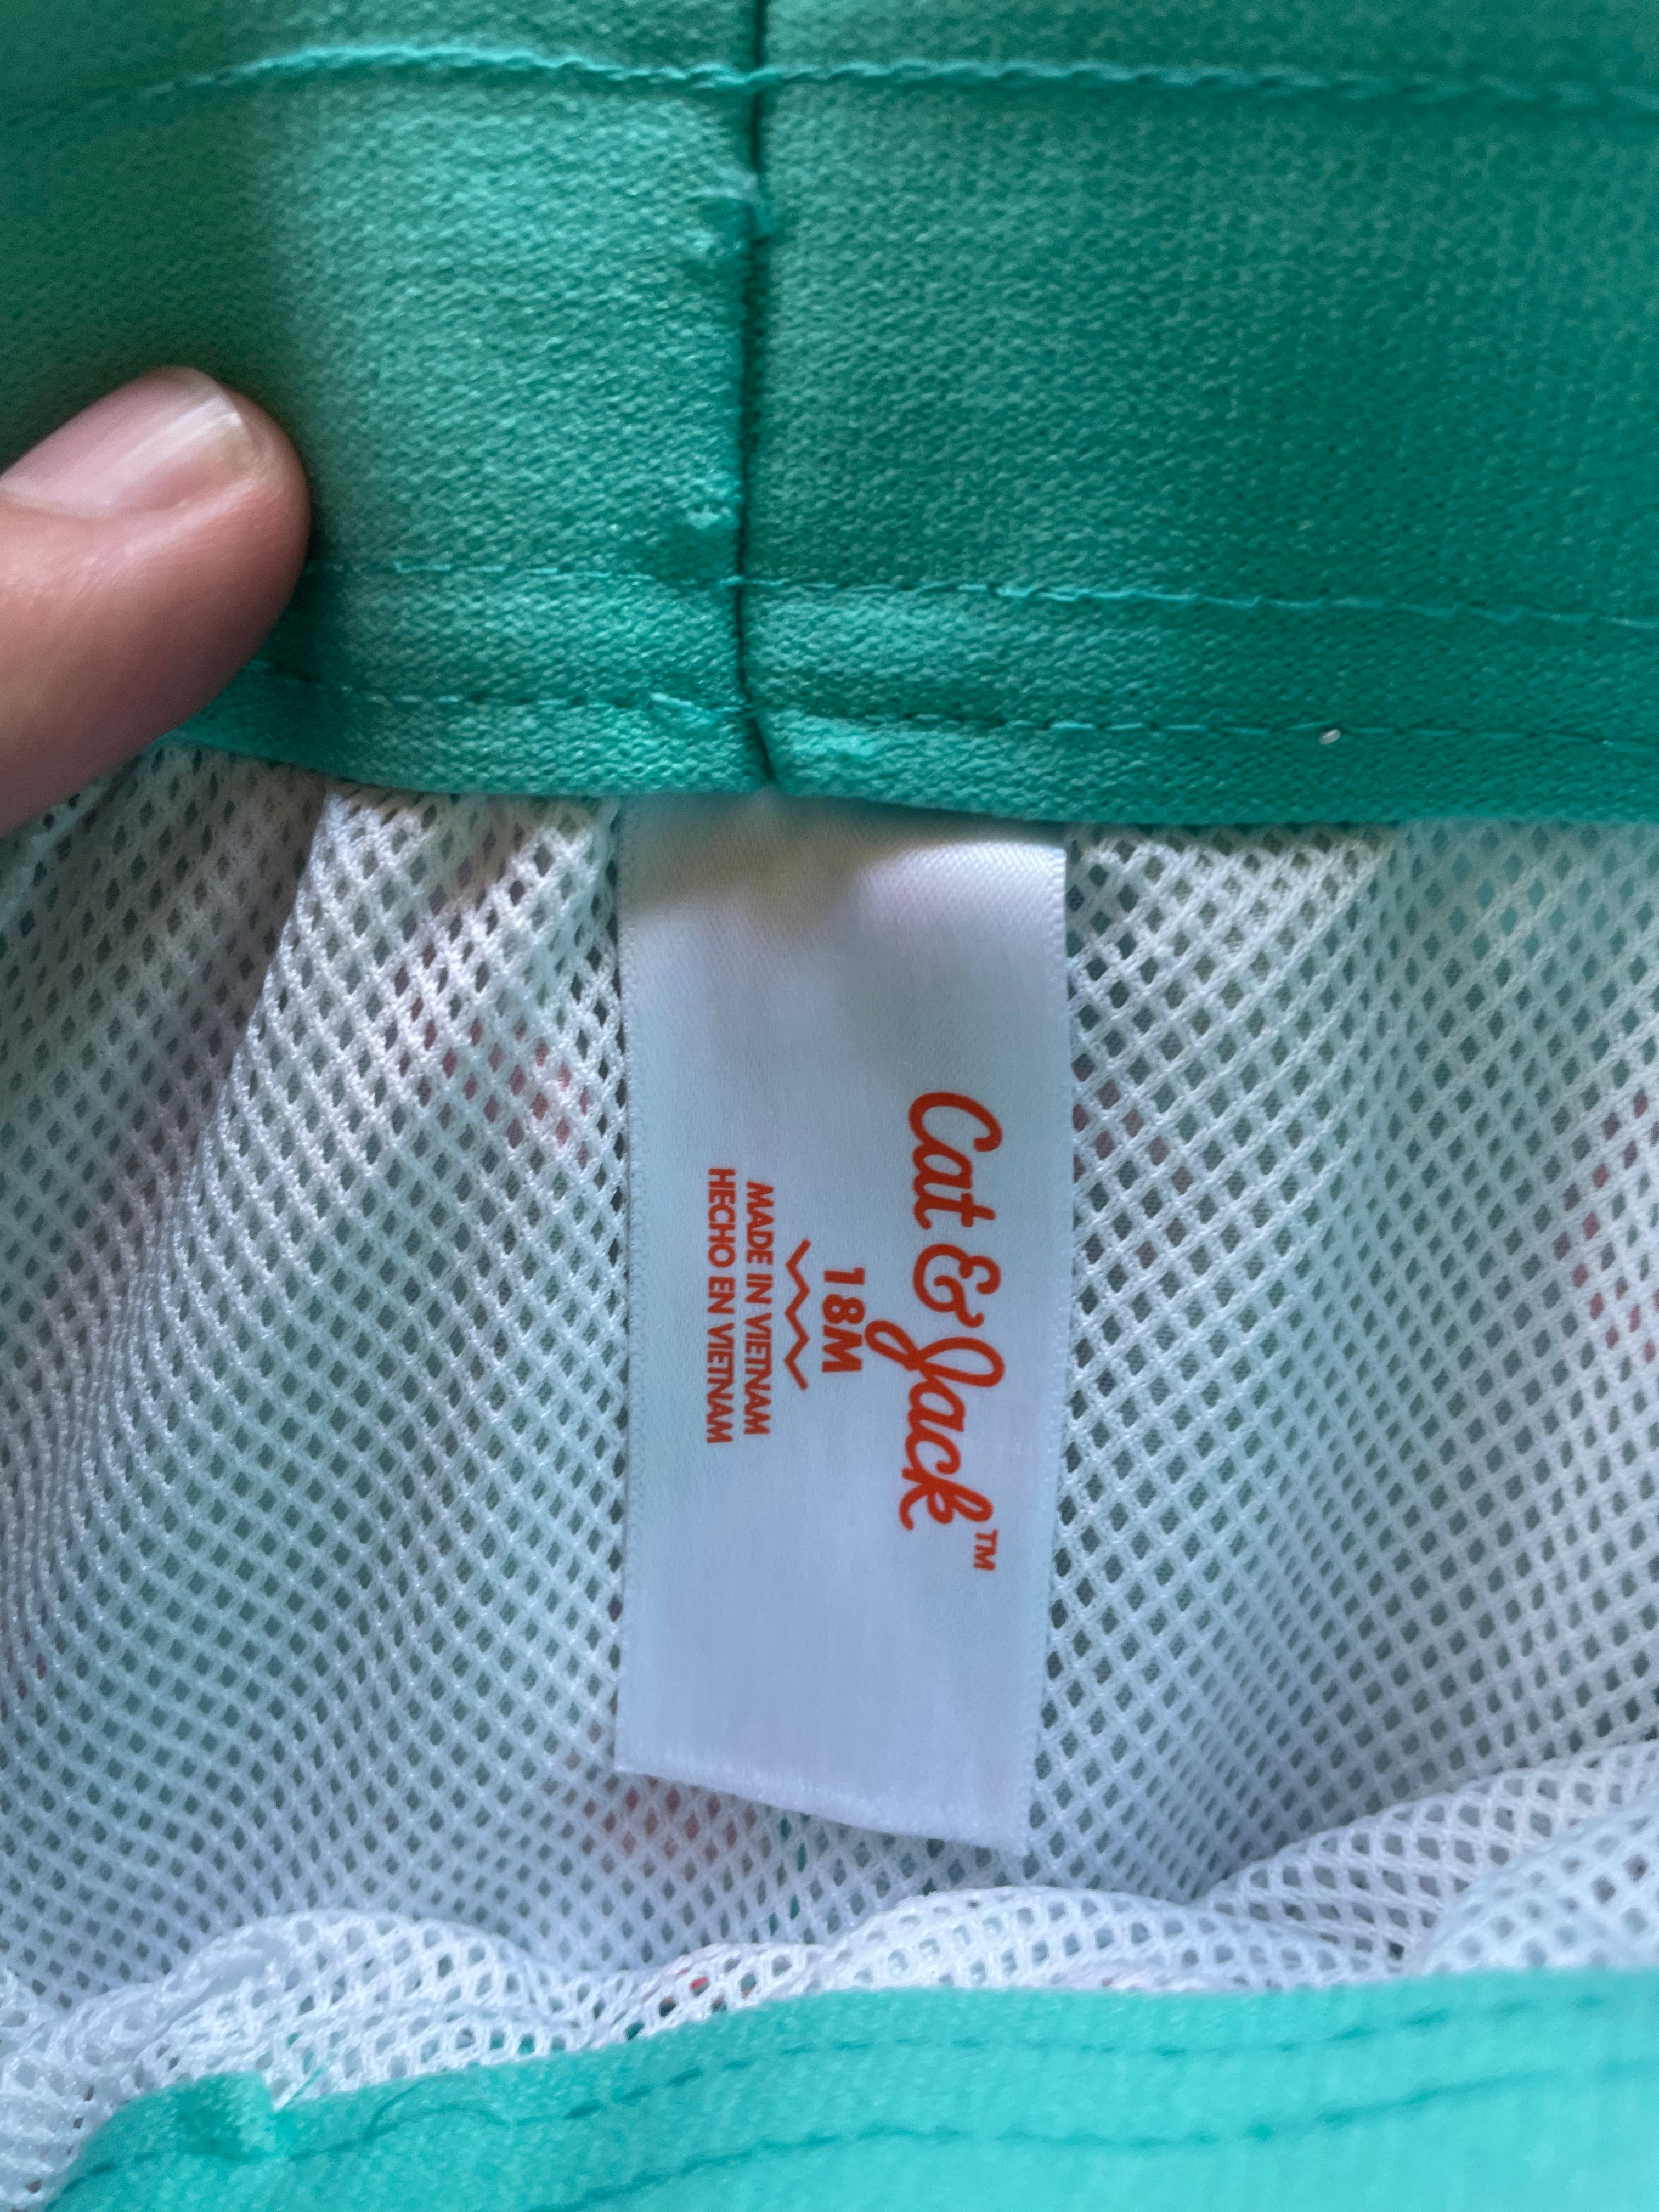 Cat & Jack™
18M
MADE IN VIETNAM
HECHO EN VIETNAM